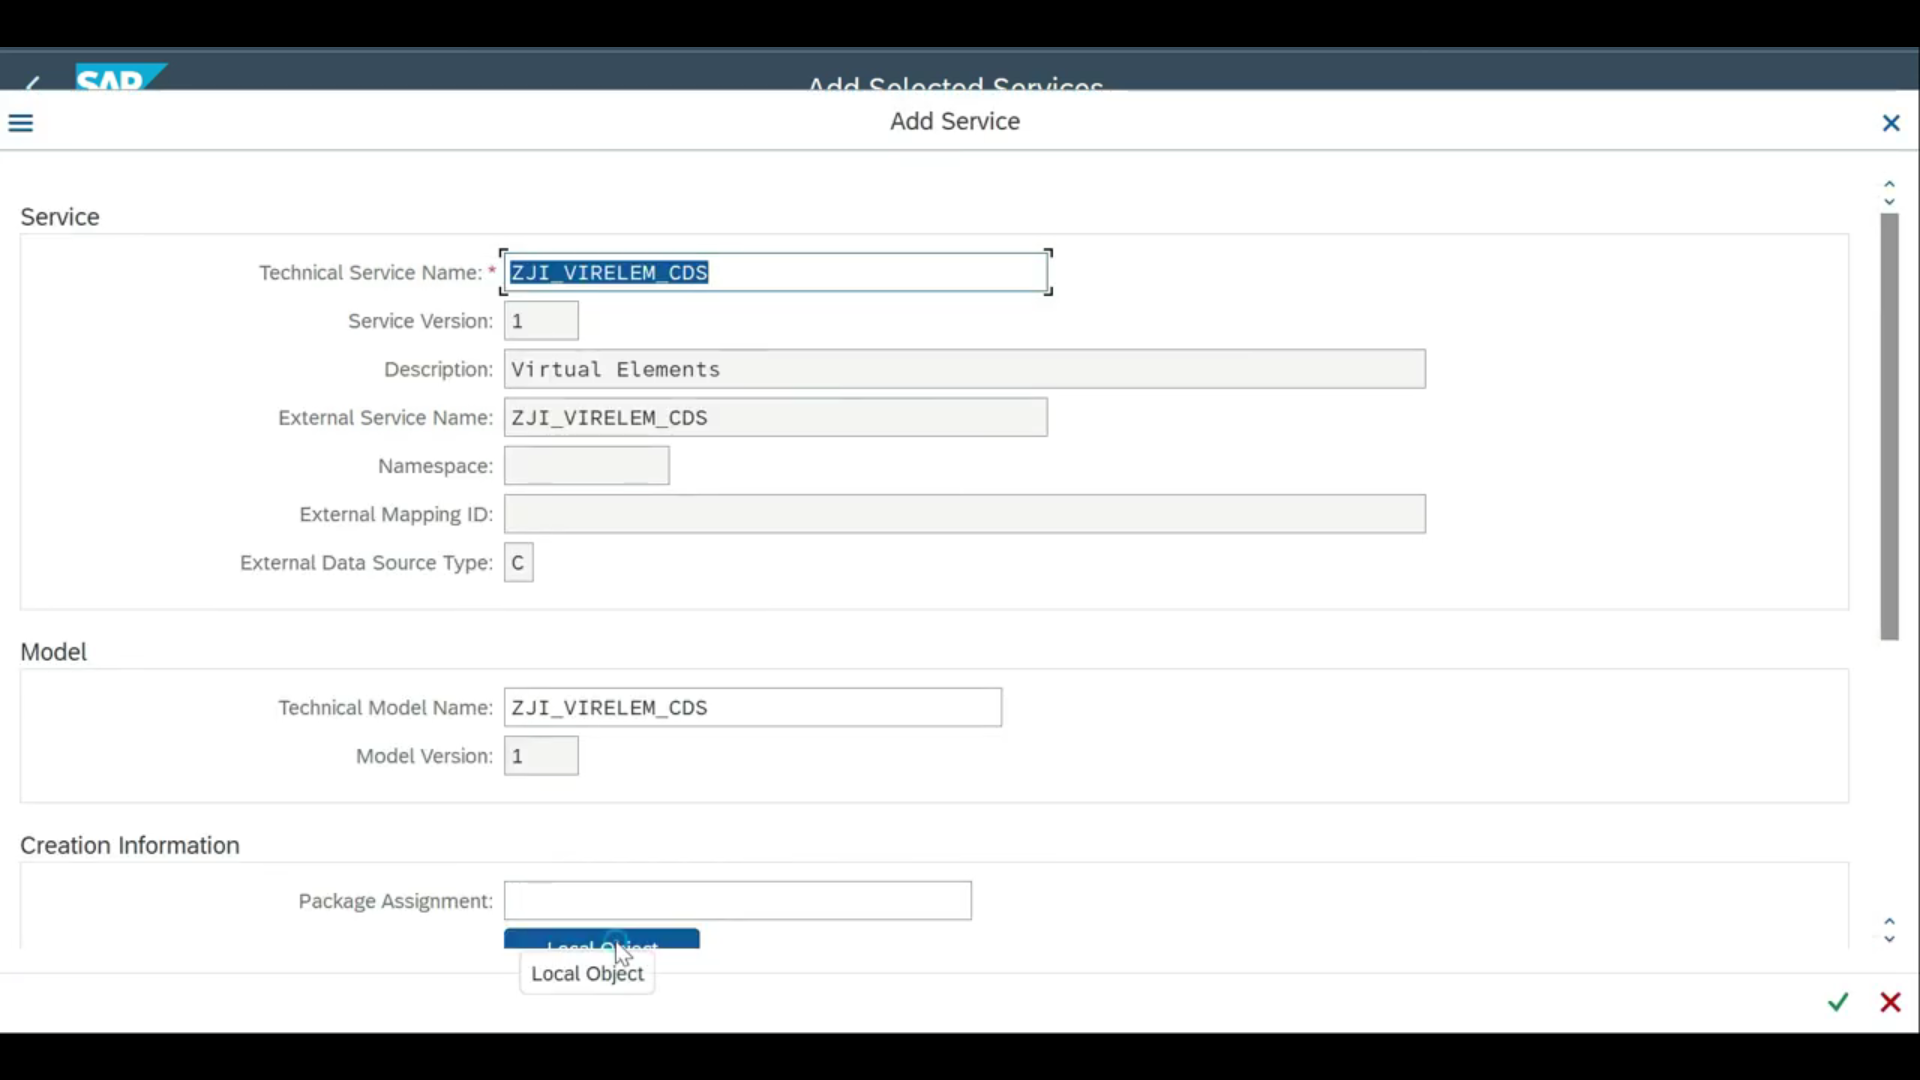 SAP
Add Selected Services
Add Service
Service
Technical Service Name: * ZJI_VIRELEM_CDS
Service Version: 1
Description: Virtual Elements
External Service Name: ZJI_VIRELEM_CDS
Namespace:
External Mapping ID:
External Data Source Type: C
Model
Technical Model Name: ZJI_VIRELEM_CDS
Model Version: 1
Creation Information
Package Assignment:
Local Object
Local Object